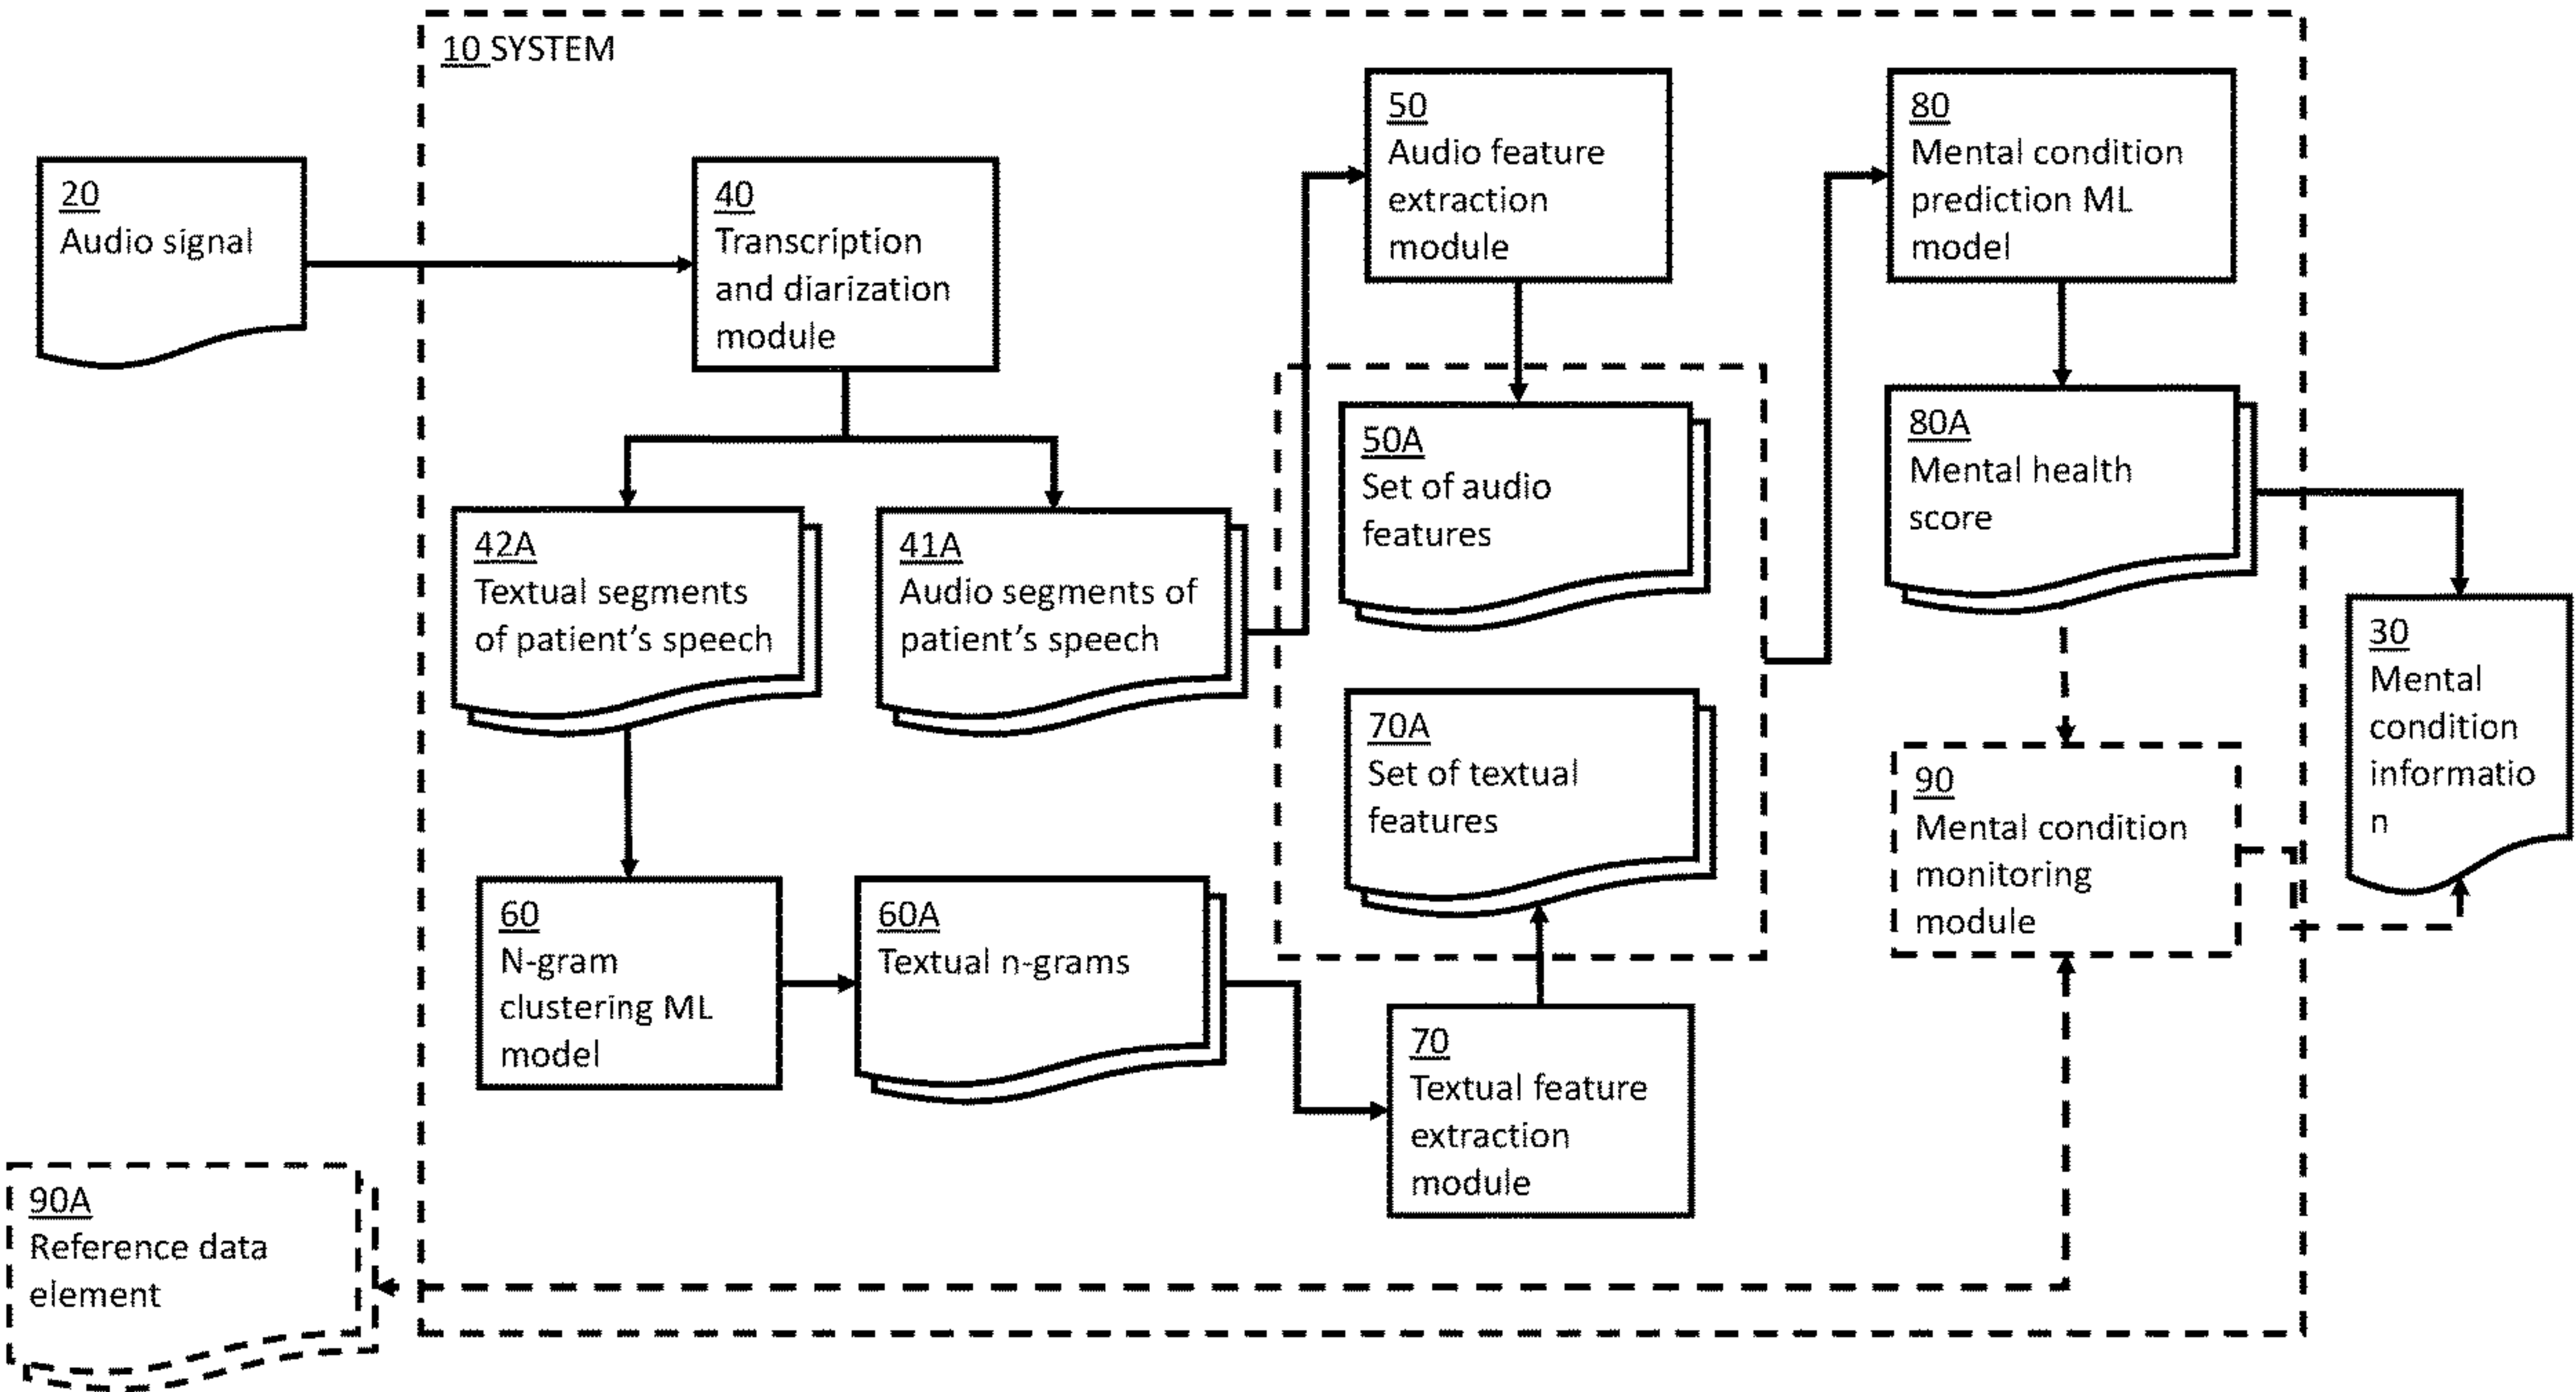 10 SYSTEM
20
Audio signal
40
Transcription
and diarization
module
50
Audio feature
extraction
module
80
Mental condition
prediction ML
model
42A
Textual segments
of patient's speech
41A
Audio segments of
patient's speech
50A
Set of audio
features
80A
Mental health
score
30
Mental
condition
informatio
n
70A
Set of textual
features
90
Mental condition
monitoring
module
60
N-gram
clustering ML
model
60A
Textual n-grams
70
Textual feature
extraction
module
90A
Reference data
element